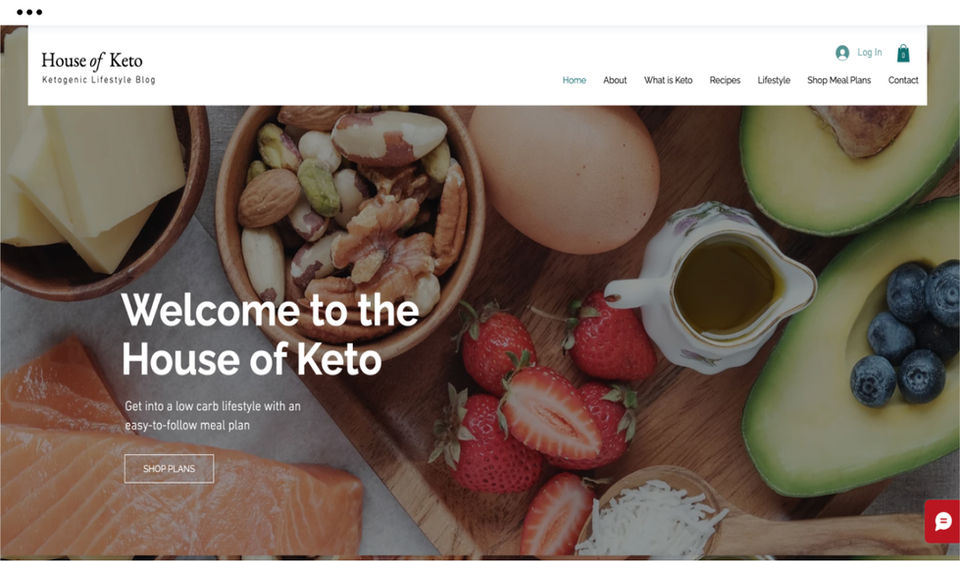 House of Keto
Ketogenic Lifestyle Blog
Log In
0
Home About What is Keto Recipes Lifestyle Shop Meal Plans Contact
Welcome to the
House of Keto
Get into a low carb lifestyle with an
easy-to-follow meal plan
SHOP PLANS